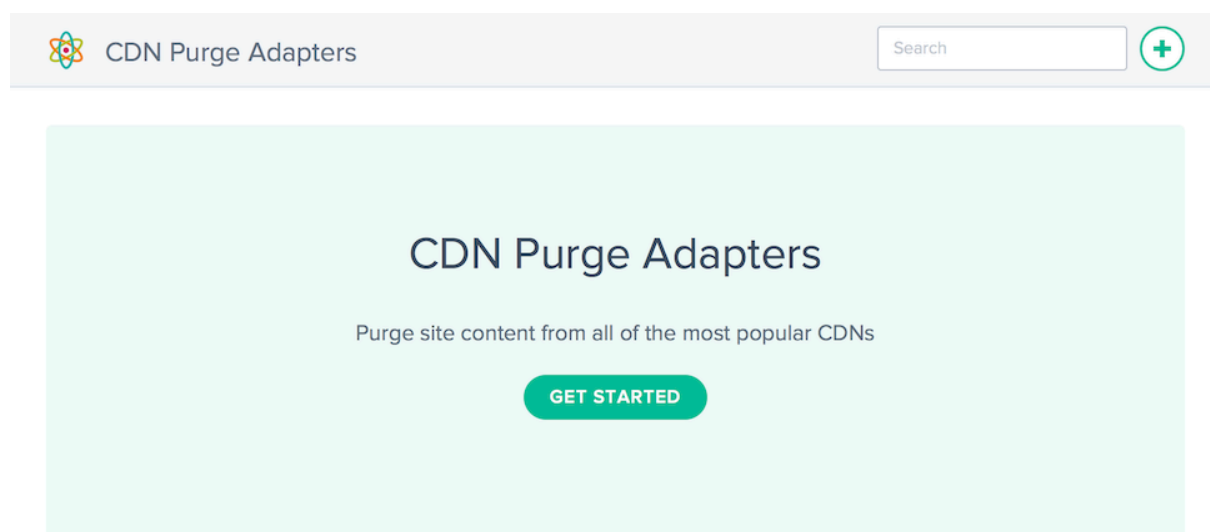 CDN Purge Adapters
Search
CDN Purge Adapters
Purge site content from all of the most popular CDNs
GET STARTED